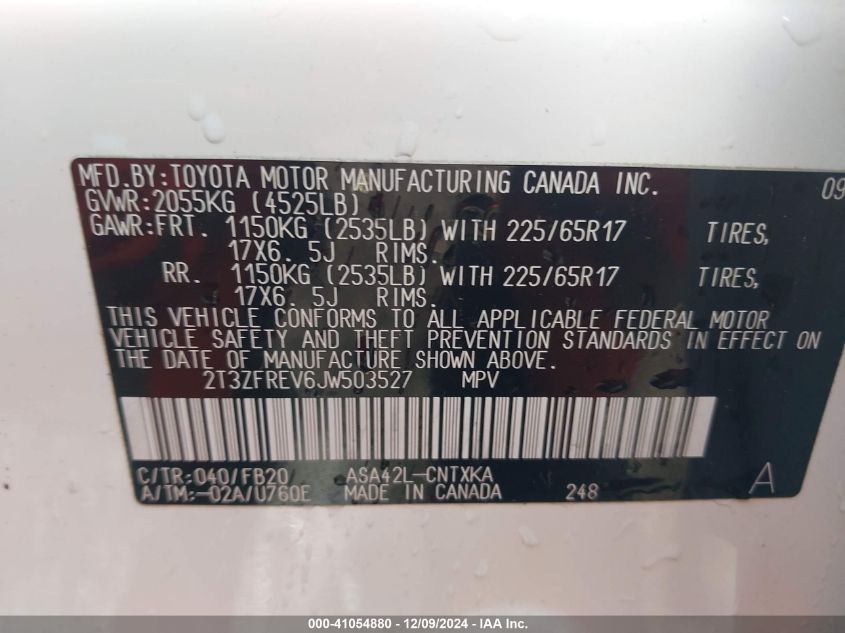 MFD.BY:TOYOTA MOTOR MANUFACTURING CANADA INC. 09
GVWR:2055KG (4525LB)
GAWR:FRT. 1150KG (2535LB) WITH 225/65R17 TIRES,
17X6. 5J RIMS.
RR. 1150KG (2535LB) WITH 225/65R17 TIRES,
17X6. 5J RIMS.
THIS VEHICLE CONFORMS TO ALL APPLICABLE FEDERAL MOTOR
VEHICLE SAFETY AND THEFT PREVENTION STANDARDS IN EFFECT ON
THE DATE OF MANUFACTURE SHOWN ABOVE.
2T3ZFREV6JW503527 MPV
C/TR:040/FB20 ASA42L-CNTXKA
A/TM:-02A/U760E MADE IN CANADA 248 A
000-41054880 - 12/09/2024 - IAA Inc.